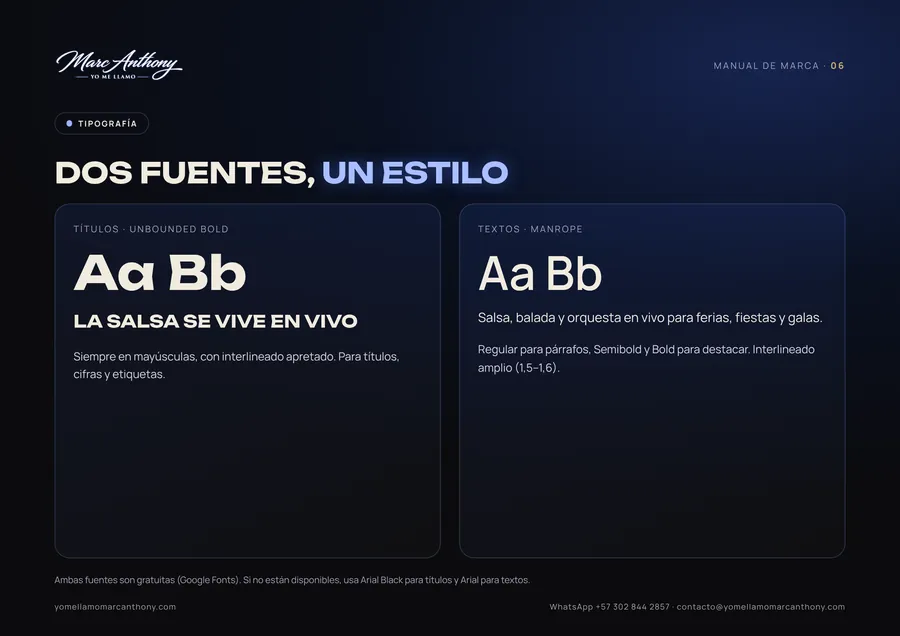 Marc Anthony
YO ME LLAMO
MANUAL DE MARCA · 06
TIPOGRAFÍA
DOS FUENTES, UN ESTILO
TÍTULOS · UNBOUNDED BOLD
Aa Bb
LA SALSA SE VIVE EN VIVO
Siempre en mayúsculas, con interlineado apretado. Para títulos,
cifras y etiquetas.
TEXTOS · MANROPE
Aa Bb
Salsa, balada y orquesta en vivo para ferias, fiestas y galas.
Regular para párrafos, Semibold y Bold para destacar. Interlineado
amplio (1,5–1,6).
Ambas fuentes son gratuitas (Google Fonts). Si no están disponibles, usa Arial Black para títulos y Arial para textos.
yomellamomarcanthony.com
WhatsApp +57 302 844 2857 · contacto@yomellamomarcanthony.com